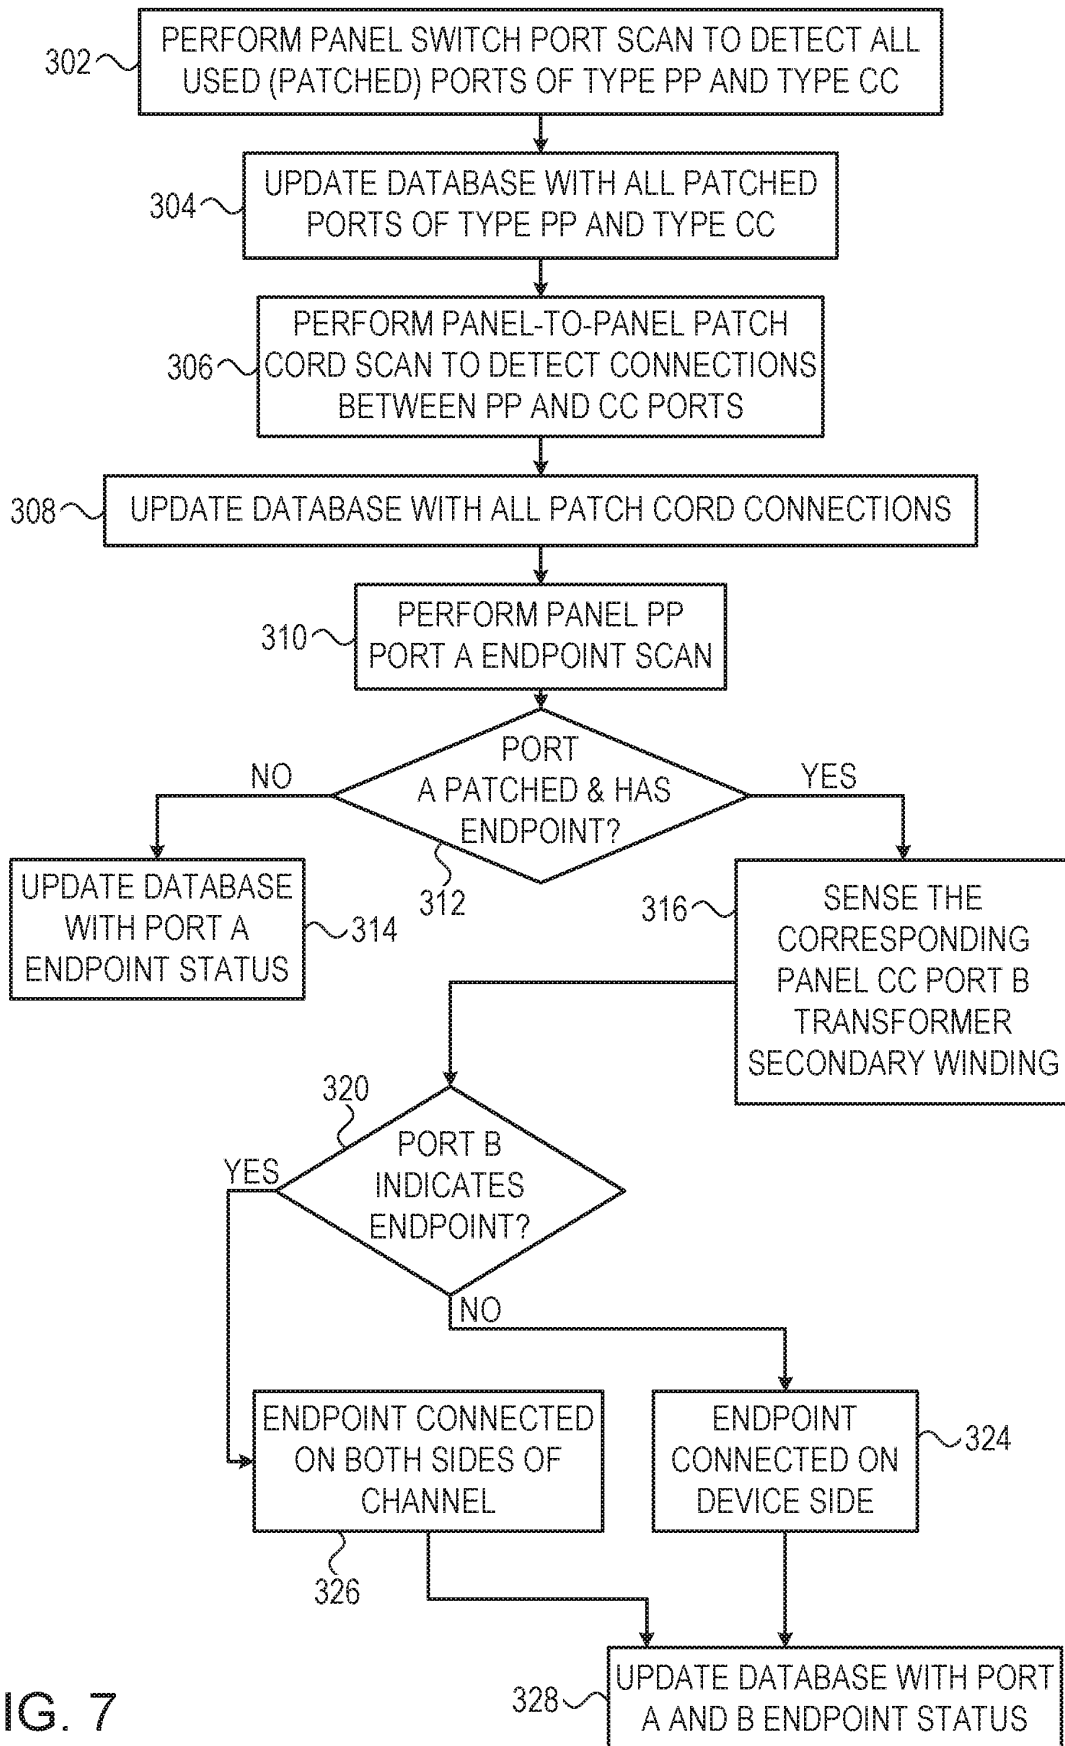 302
PERFORM PANEL SWITCH PORT SCAN TO DETECT ALL
USED (PATCHED) PORTS OF TYPE PP AND TYPE CC
304
UPDATE DATABASE WITH ALL PATCHED
PORTS OF TYPE PP AND TYPE CC
306
PERFORM PANEL-TO-PANEL PATCH
CORD SCAN TO DETECT CONNECTIONS
BETWEEN PP AND CC PORTS
308
UPDATE DATABASE WITH ALL PATCH CORD CONNECTIONS
310
PERFORM PANEL PP
PORT A ENDPOINT SCAN
PORT
A PATCHED & HAS
ENDPOINT?
312
NO
YES
UPDATE DATABASE
WITH PORT A
ENDPOINT STATUS
314
316
SENSE THE
CORRESPONDING
PANEL CC PORT B
TRANSFORMER
SECONDARY WINDING
320
PORT B
INDICATES
ENDPOINT?
YES
NO
ENDPOINT CONNECTED
ON BOTH SIDES OF
CHANNEL
326
ENDPOINT
CONNECTED ON
DEVICE SIDE
324
328
UPDATE DATABASE WITH PORT
A AND B ENDPOINT STATUS
IG. 7